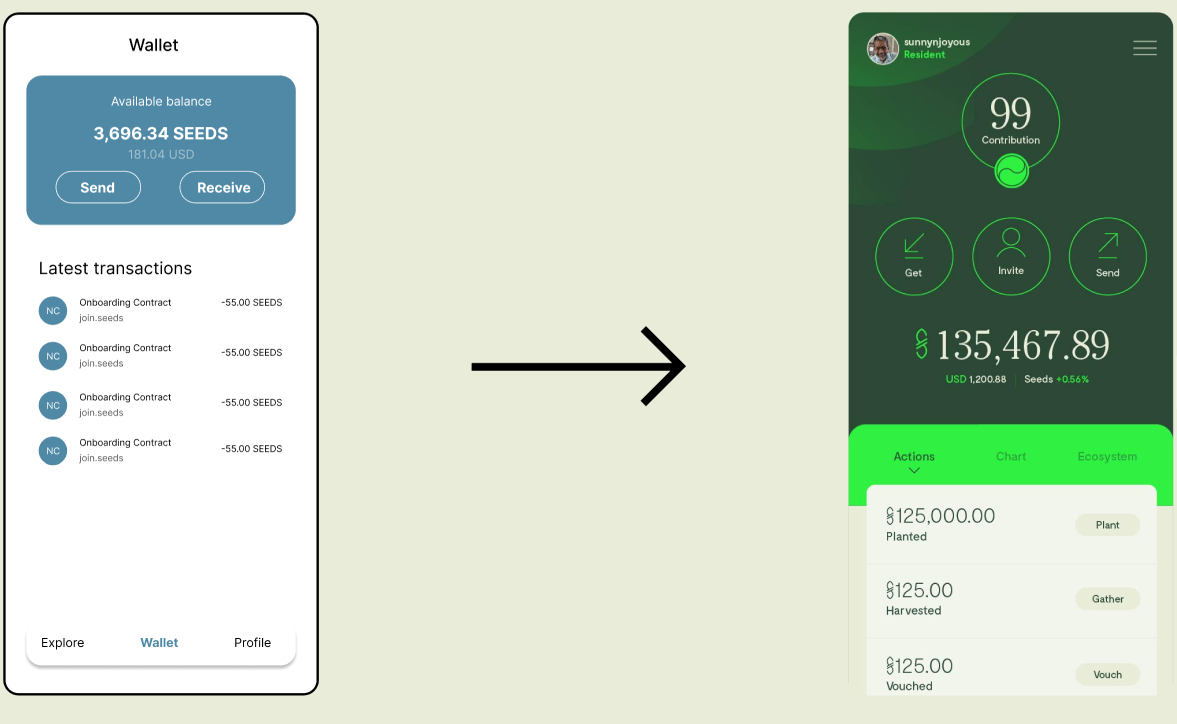 Wallet
Available balance
3,696.34 SEEDS
181.04 USD
Send
Receive
Latest transactions
NC
Onboarding Contract
-55.00 SEEDS
join.seeds
NC
Onboarding Contract
-55.00 SEEDS
join.seeds
NC
Onboarding Contract
-55.00 SEEDS
join.seeds
NC
Onboarding Contract
-55.00 SEEDS
join.seeds
Explore
Wallet
Profile
sunnynjoyous
Resident
99
Contribution
Get
Invite
Send
135,467.89
USD 1,200.88
Seeds +0.56%
Actions
Chart
Ecosystem
125,000.00
Planted
Plant
125.00
Harvested
Gather
125.00
Vouched
Vouch